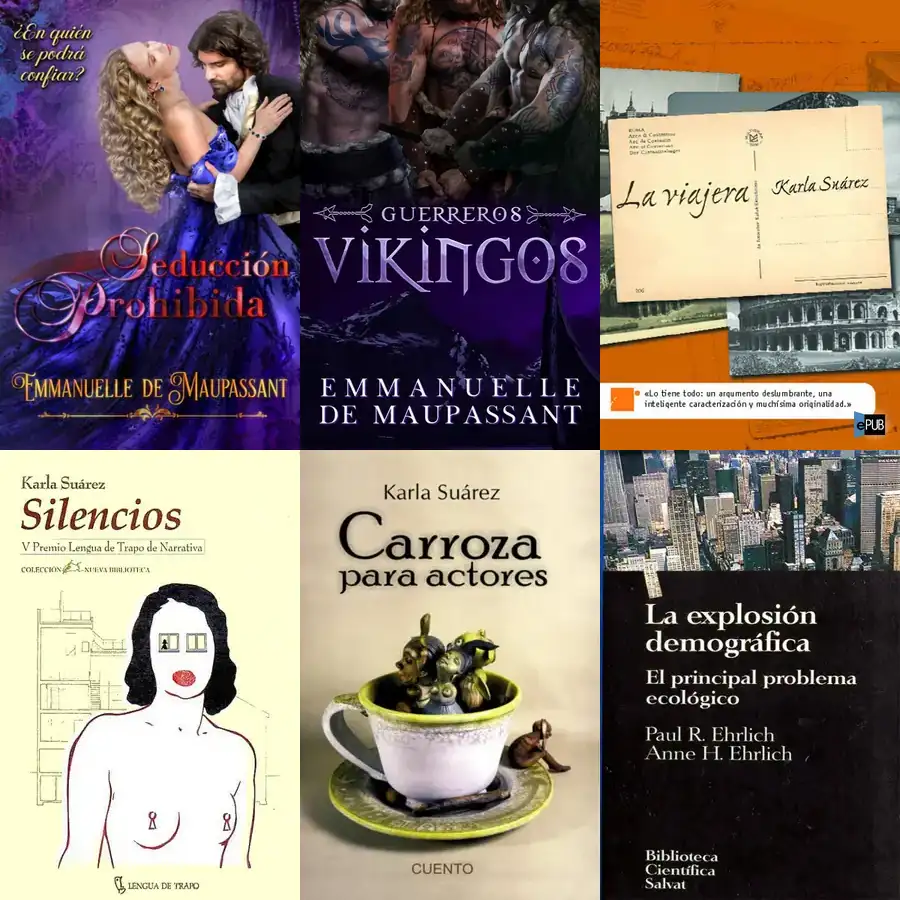 ¿En quién
se podrá
confiar?
Seducción
Prohibida
EMMANUELLE DE MAUPASSANT
GUERREROS
VIKINGOS
EMMANUELLE
DE MAUPASSANT
ROMA
La viajera
Karla Suárez
«Lo tiene todo: un argumento deslumbrante, una
inteligente caracterización y muchísima originalidad.»
ePUB
Karla Suárez
Silencios
V Premio Lengua de Trapo de Narrativa
COLECCIÓN NUEVA BIBLIOTECA
LENGUA DE TRAPO
Karla Suárez
Carroza
para actores
CUENTO
La explosión
demográfica
El principal problema
ecológico
Paul R. Ehrlich
Anne H. Ehrlich
Biblioteca
Científica
Salvat